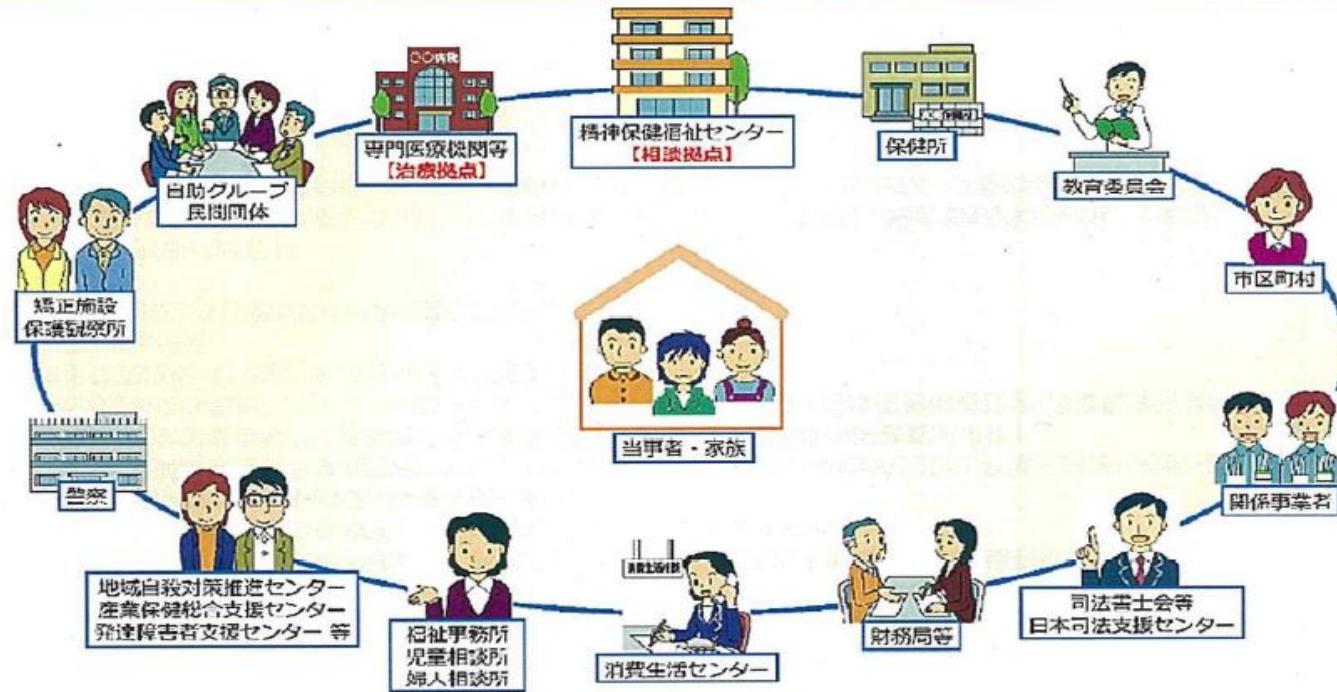 〇〇病院
専門医療機関等
【治療拠点】
精神保健福祉センター
【相談拠点】
保健所
教育委員会
市区町村
自助グループ
民間団体
矯正施設
保護観察所
当事者・家族
関係事業者
警察
地域自殺対策推進センター
産業保健総合支援センター
発達障害者支援センター 等
福祉事務所
児童相談所
婦人相談所
消費生活センター
財務局等
司法書士会等
日本司法支援センター